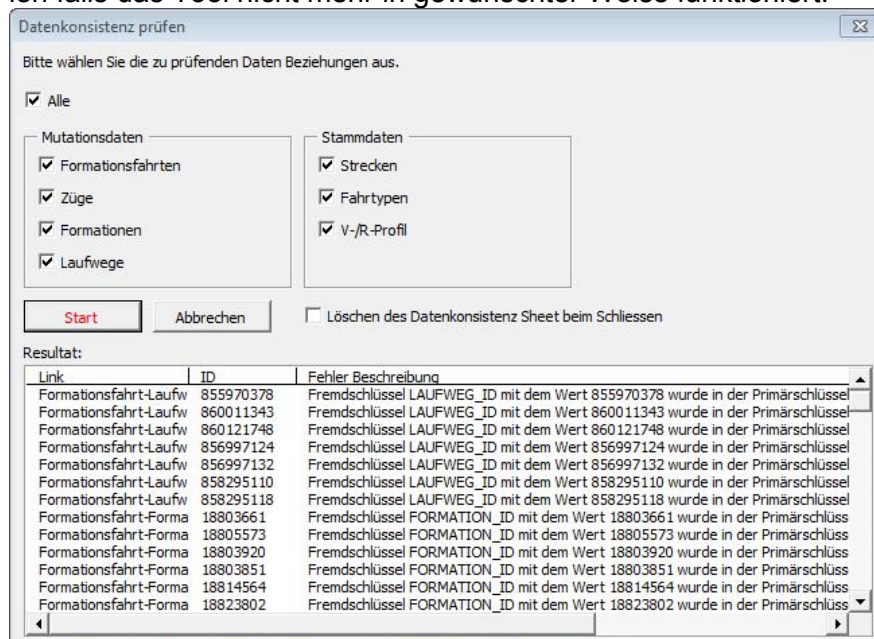 falls das Tool nicht mehr in gewünschter Weise funktioniert.
Datenkonsistenz prüfen
Bitte wählen Sie die zu prüfenden Daten Beziehungen aus.
Alle
Mutationsdaten
Formationsfahrten
Züge
Formationen
Laufwege
Stammdaten
Strecken
Fahrtypen
V-/R-Profil
Start
Abbrechen
Löschen des Datenkonsistenz Sheet beim Schliessen
Resultat:
Link ID Fehler Beschreibung
Formationsfahrt-Laufw 855970378 Fremdschlüssel LAUFWEG_ID mit dem Wert 855970378 wurde in der Primärschlüssel
Formationsfahrt-Laufw 860011343 Fremdschlüssel LAUFWEG_ID mit dem Wert 860011343 wurde in der Primärschlüssel
Formationsfahrt-Laufw 860121748 Fremdschlüssel LAUFWEG_ID mit dem Wert 860121748 wurde in der Primärschlüssel
Formationsfahrt-Laufw 856997124 Fremdschlüssel LAUFWEG_ID mit dem Wert 856997124 wurde in der Primärschlüssel
Formationsfahrt-Laufw 856997132 Fremdschlüssel LAUFWEG_ID mit dem Wert 856997132 wurde in der Primärschlüssel
Formationsfahrt-Laufw 858295110 Fremdschlüssel LAUFWEG_ID mit dem Wert 858295110 wurde in der Primärschlüssel
Formationsfahrt-Laufw 858295118 Fremdschlüssel LAUFWEG_ID mit dem Wert 858295118 wurde in der Primärschlüssel
Formationsfahrt-Forma 18803661 Fremdschlüssel FORMATION_ID mit dem Wert 18803661 wurde in der Primärschlüss
Formationsfahrt-Forma 18805573 Fremdschlüssel FORMATION_ID mit dem Wert 18805573 wurde in der Primärschlüss
Formationsfahrt-Forma 18803920 Fremdschlüssel FORMATION_ID mit dem Wert 18803920 wurde in der Primärschlüss
Formationsfahrt-Forma 18803851 Fremdschlüssel FORMATION_ID mit dem Wert 18803851 wurde in der Primärschlüss
Formationsfahrt-Forma 18814564 Fremdschlüssel FORMATION_ID mit dem Wert 18814564 wurde in der Primärschlüss
Formationsfahrt-Forma 18823802 Fremdschlüssel FORMATION_ID mit dem Wert 18823802 wurde in der Primärschlüss